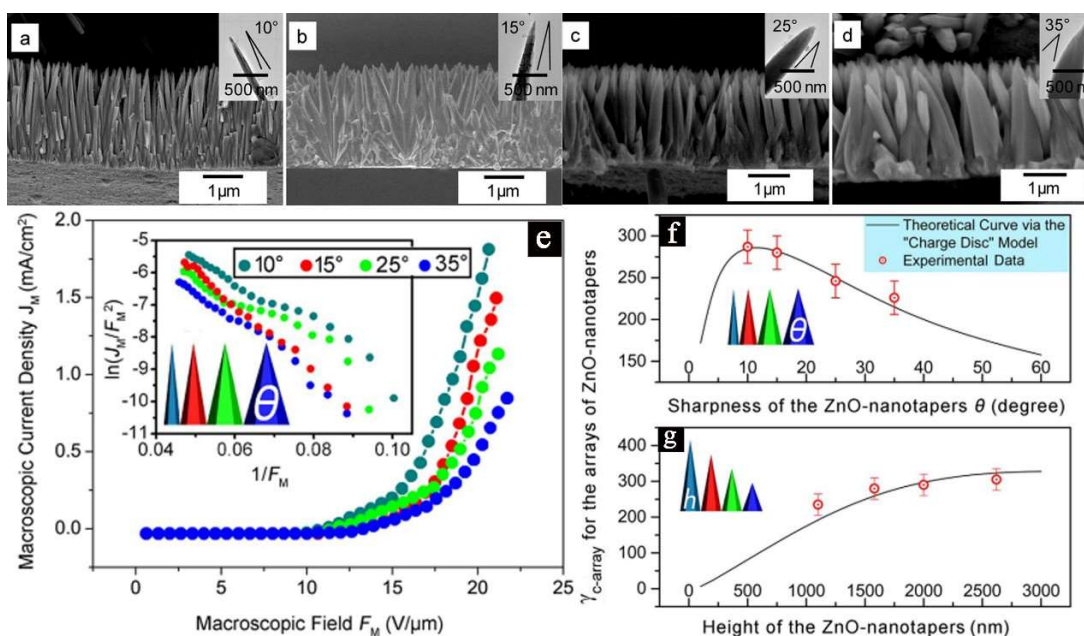 a
10°
500 nm
1μm
b
15°
500 nm
1μm
c
25°
500 nm
1μm
d
35°
500 nm
1μm
e
Macroscopic Current Density J_M (mA/cm²)
2.0
1.5
1.0
0.5
0.0
0
5
10
15
20
25
Macroscopic Field F_M (V/μm)
10° 15° 25° 35°
ln(J_M/F_M²)
-5
-6
-7
-8
-9
-10
-11
0.04
0.06
0.08
0.10
1/F_M
θ
f
Theoretical Curve via the
"Charge Disc" Model
Experimental Data
300
250
200
150
θ
0 10 20 30 40 50 60
Sharpness of the ZnO-nanotapers θ (degree)
γc-array for the arrays of ZnO-nanotapers
g
400
300
200
100
0
h
0 500 1000 1500 2000 2500 3000
Height of the ZnO-nanotapers (nm)